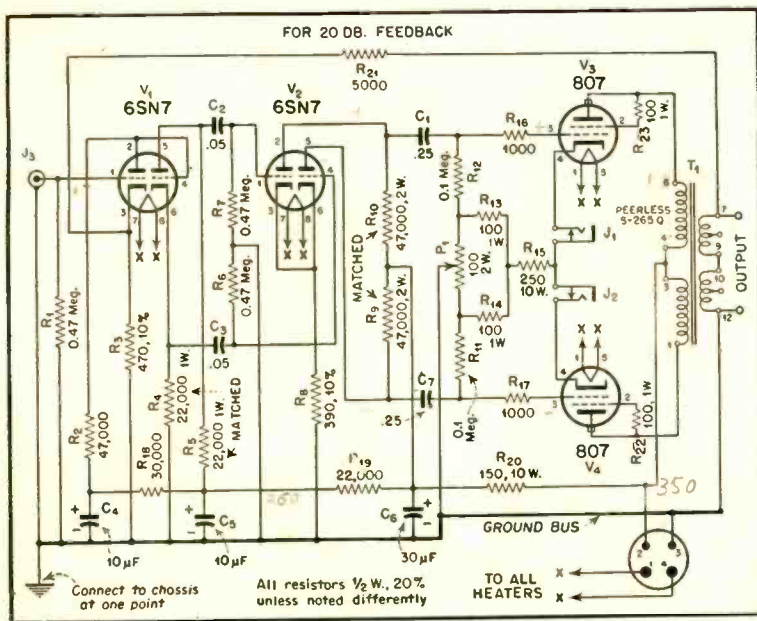 FOR 20 DB. FEEDBACK
R21
5000
V1
6SN7
C2
.05
V2
6SN7
C1
.25
R16
1000
V3
807
R23
100
1W.
J3
R1
0.47 Meg.
R2
47,000
R3
470, 10%
R4
22,000 1W.
MATCHED
R5
22,000 1W.
R7
0.47 Meg.
R6
0.47 Meg.
C3
.05
R8
390, 10%
MATCHED
R10
47,000, 2W.
R9
47,000, 2W.
R12
0.1 Meg.
R13
100
1W
P1
100
2W.
R14
100
1W
R15
250
10W.
R11
0.1
Meg.
J1
J2
T1
PEERLESS
S-265Q
OUTPUT
C7
.25
R17
1000
807
V4
R22
100, 1W
R18
30,000
R19
22,000
R20
150, 10W.
350
C4
10µF
C5
10µF
C6
30µF
GROUND BUS
Connect to chassis
at one point
All resistors ½ W., 20%
unless noted differently
TO ALL
HEATERS
X
X